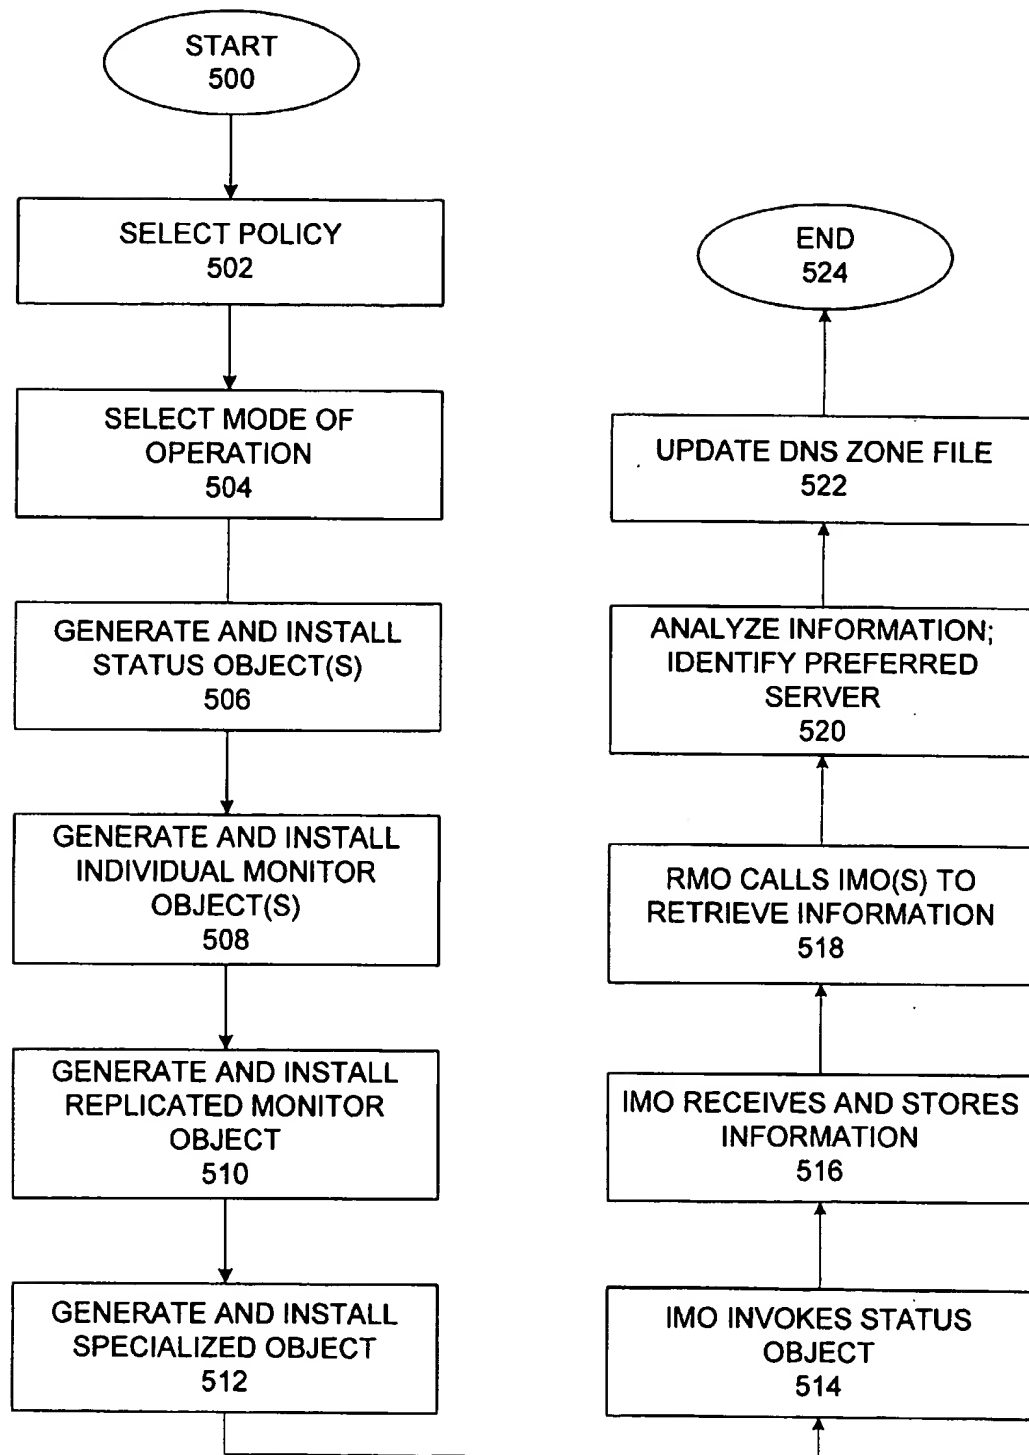 START
500
SELECT POLICY
502
SELECT MODE OF
OPERATION
504
GENERATE AND INSTALL
STATUS OBJECT(S)
506
GENERATE AND INSTALL
INDIVIDUAL MONITOR
OBJECT(S)
508
GENERATE AND INSTALL
REPLICATED MONITOR
OBJECT
510
GENERATE AND INSTALL
SPECIALIZED OBJECT
512
IMO INVOKES STATUS
OBJECT
514
IMO RECEIVES AND STORES
INFORMATION
516
RMO CALLS IMO(S) TO
RETRIEVE INFORMATION
518
ANALYZE INFORMATION;
IDENTIFY PREFERRED
SERVER
520
UPDATE DNS ZONE FILE
522
END
524